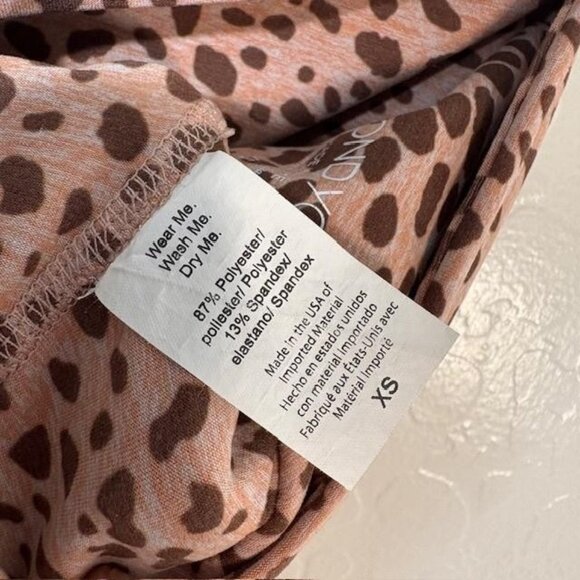 Wear Me.
Wash Me.
Dry Me.
87% Polyester/
poliester/ Polyester
13% Spandex/
elastano/ Spandex
Made in the USA of
Imported Material
Hecho en estados unidos
con material importado
Fabriqué aux États-Unis avec
Matérial Importé
XS